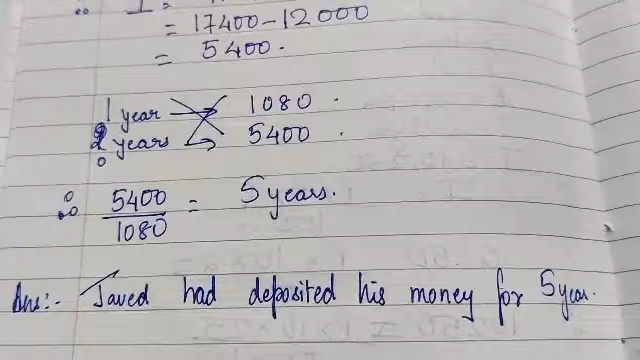 ∴ I =
= 17400-12000
= 5400.
1 year → 1080.
? years → 5400.
∴ 5400/1080 = 5 years.
Ans:- Javed had deposited his money for 5 year.